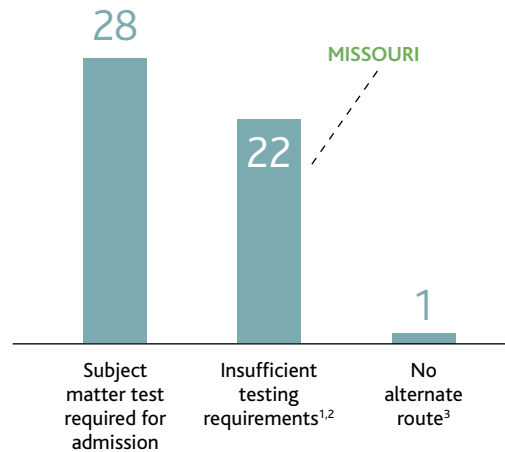 28
MISSOURI
22
1
Subject
matter test
required for
admission
Insufficient
testing
requirements1,2
No
alternate
route3